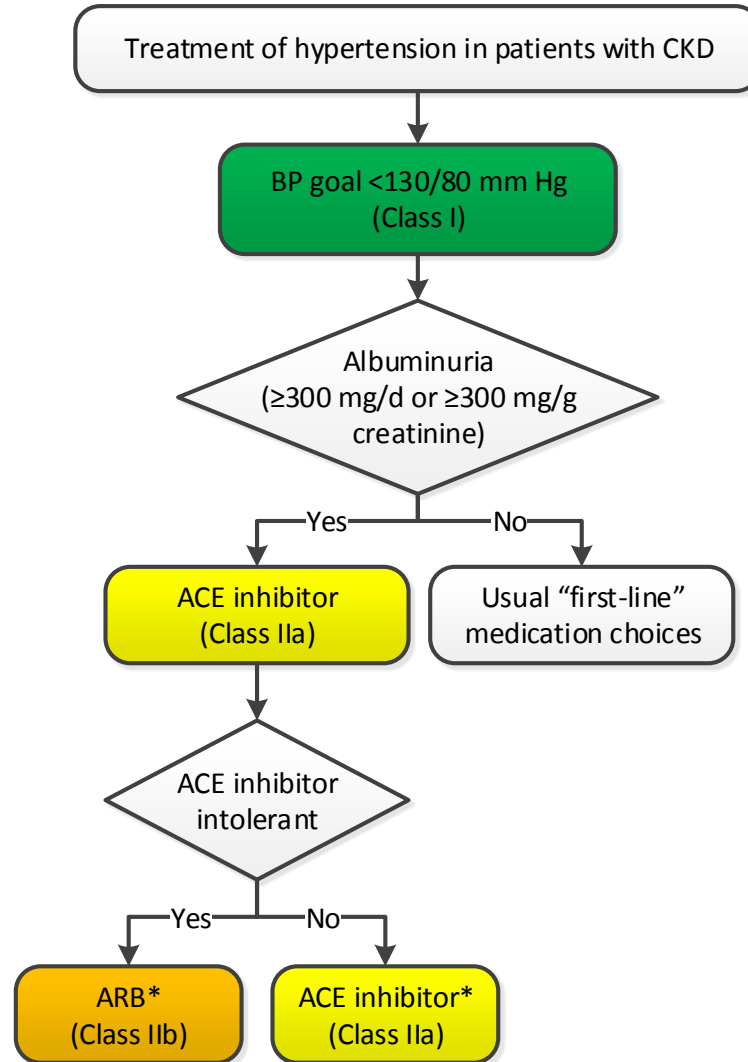 Treatment of hypertension in patients with CKD
BP goal <130/80 mm Hg
(Class I)
Albuminuria
(≥300 mg/d or ≥300 mg/g
creatinine)
Yes
No
ACE inhibitor
(Class IIa)
Usual “first-line”
medication choices
ACE inhibitor
intolerant
Yes
No
ARB*
(Class IIb)
ACE inhibitor*
(Class IIa)